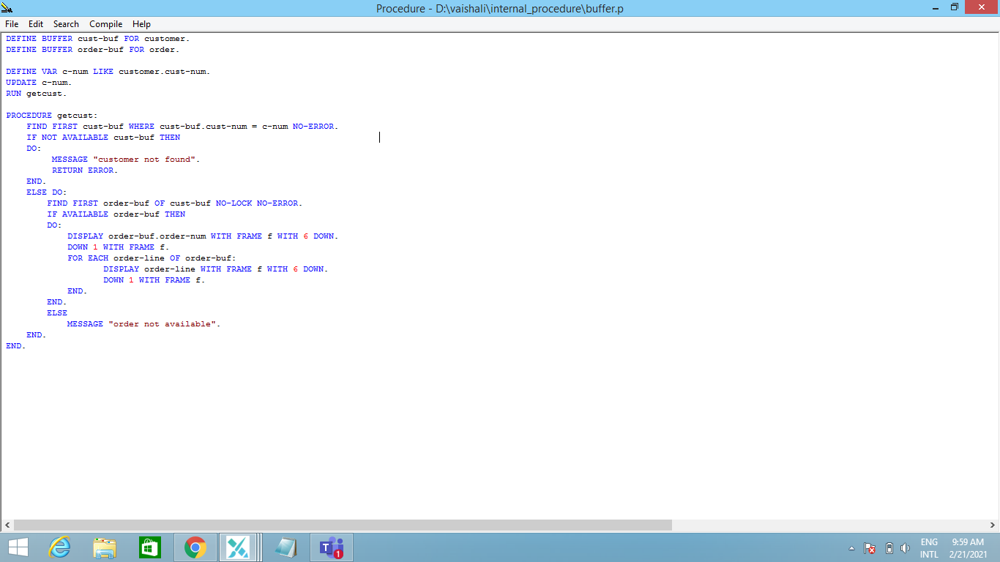 Procedure - D:\vaishali\internal_procedure\buffer.p
File Edit Search Compile Help
DEFINE BUFFER cust-buf FOR customer.
DEFINE BUFFER order-buf FOR order.
DEFINE VAR c-num LIKE customer.cust-num.
UPDATE c-num.
RUN getcust.
PROCEDURE getcust:
FIND FIRST cust-buf WHERE cust-buf.cust-num = c-num NO-ERROR.
IF NOT AVAILABLE cust-buf THEN
DO:
MESSAGE "customer not found".
RETURN ERROR.
END.
ELSE DO:
FIND FIRST order-buf OF cust-buf NO-LOCK NO-ERROR.
IF AVAILABLE order-buf THEN
DO:
DISPLAY order-buf.order-num WITH FRAME f WITH 6 DOWN.
DOWN 1 WITH FRAME f.
FOR EACH order-line OF order-buf:
DISPLAY order-line WITH FRAME f WITH 6 DOWN.
DOWN 1 WITH FRAME f.
END.
END.
ELSE
MESSAGE "order not available".
END.
END.
T 1
ENG 9:59 AM
INTL 2/21/2021